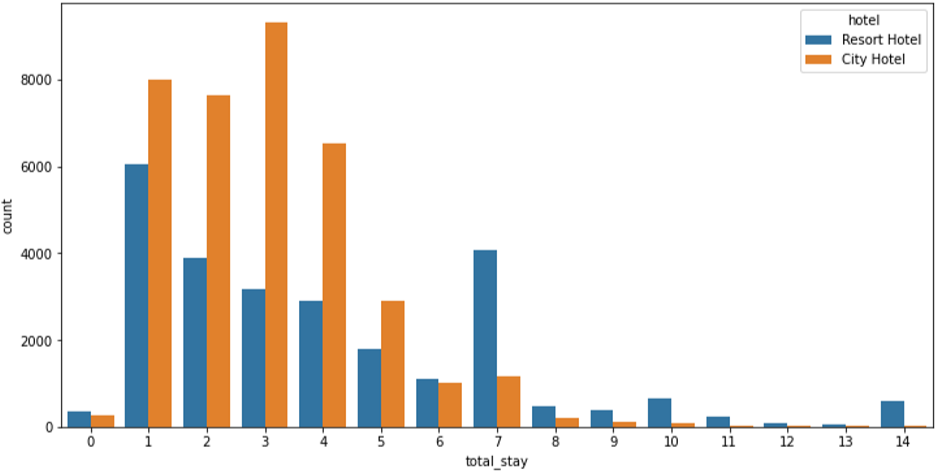 hotel
Resort Hotel
City Hotel
8000
6000
4000
2000
0
count
0 1 2 3 4 5 6 7 8 9 10 11 12 13 14
total_stay